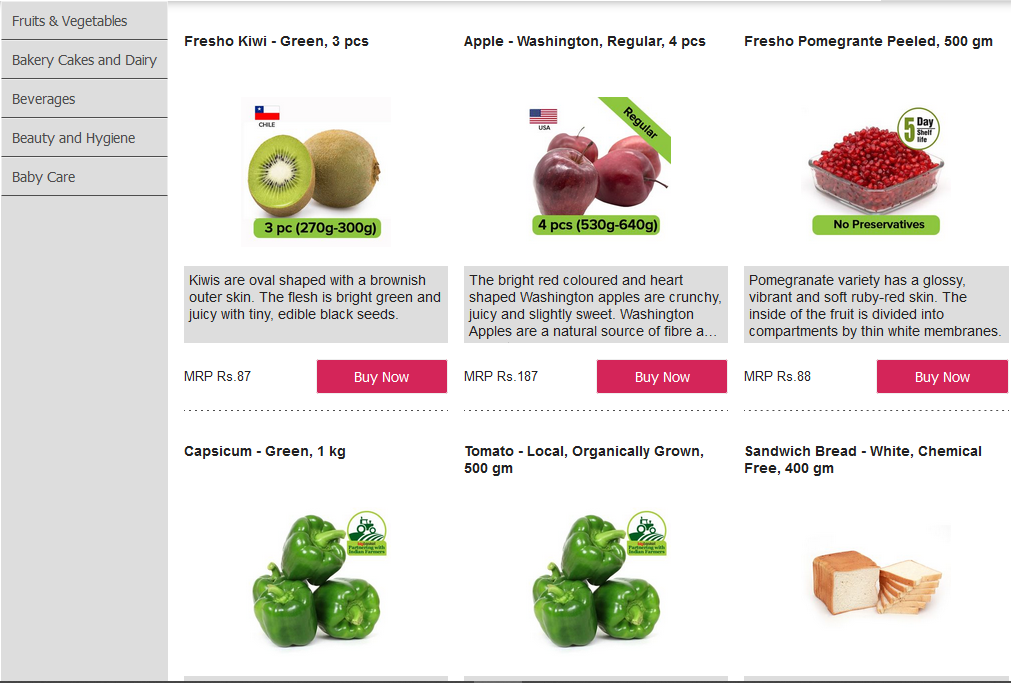 Fruits & Vegetables
Bakery Cakes and Dairy
Beverages
Beauty and Hygiene
Baby Care
Fresho Kiwi - Green, 3 pcs
CHILE
3 pc (270g-300g)
Kiwis are oval shaped with a brownish
outer skin. The flesh is bright green and
juicy with tiny, edible black seeds.
MRP Rs.87
Buy Now
Apple - Washington, Regular, 4 pcs
USA
Regular
4 pcs (530g-640g)
The bright red coloured and heart
shaped Washington apples are crunchy,
juicy and slightly sweet. Washington
Apples are a natural source of fibre a...
MRP Rs.187
Buy Now
Fresho Pomegrante Peeled, 500 gm
5 Day
Shelf
life
No Preservatives
Pomegranate variety has a glossy,
vibrant and soft ruby-red skin. The
inside of the fruit is divided into
compartments by thin white membranes.
MRP Rs.88
Buy Now
Capsicum - Green, 1 kg
Partnering with
Indian Farmers
Tomato - Local, Organically Grown,
500 gm
Partnering with
Indian Farmers
Sandwich Bread - White, Chemical
Free, 400 gm